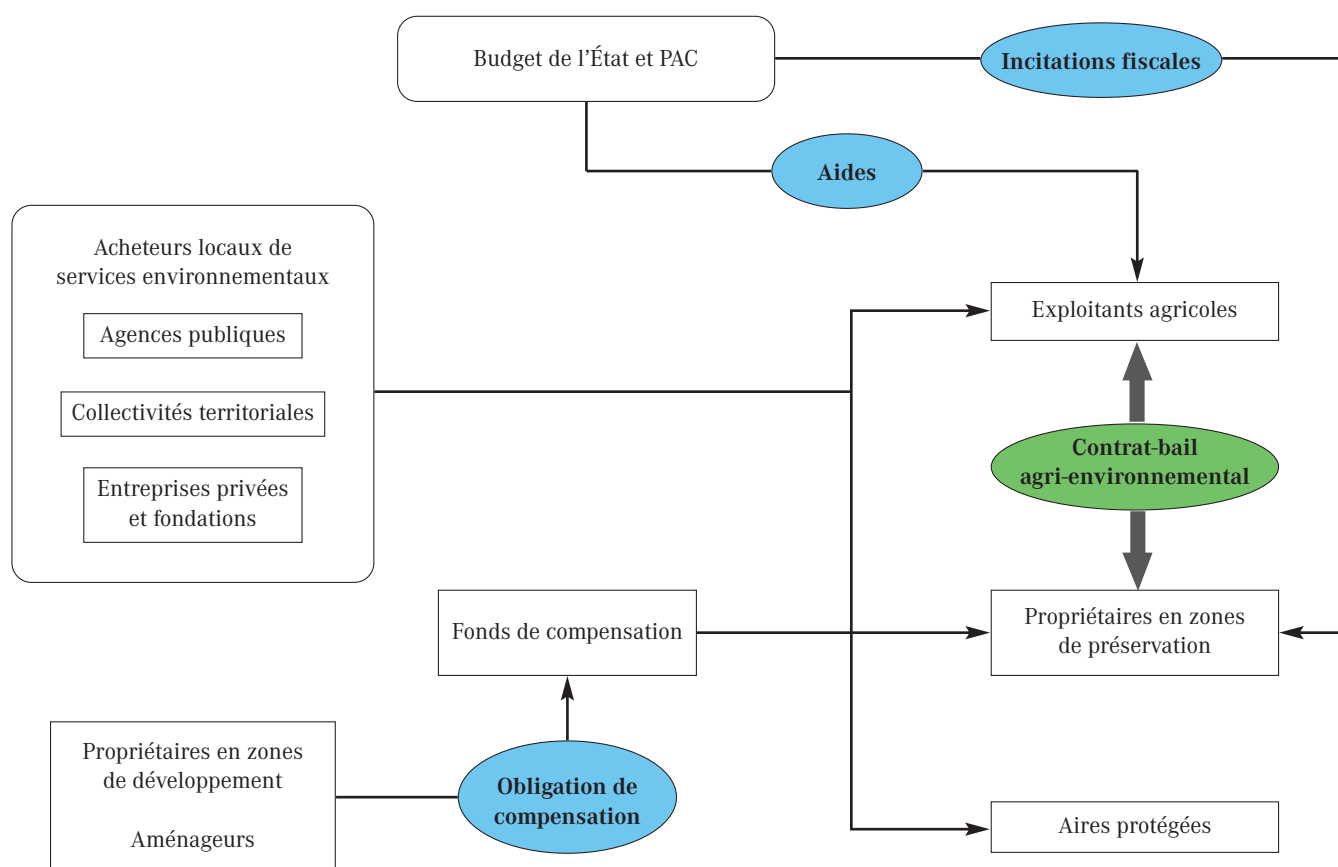 Budget de l'État et PAC
Incitations fiscales
Aides
Acheteurs locaux de
services environnementaux
Agences publiques
Collectivités territoriales
Entreprises privées
et fondations
Exploitants agricoles
Contrat-bail
agri-environnemental
Fonds de compensation
Propriétaires en zones
de préservation
Propriétaires en zones
de développement
Aménageurs
Obligation de
compensation
Aires protégées